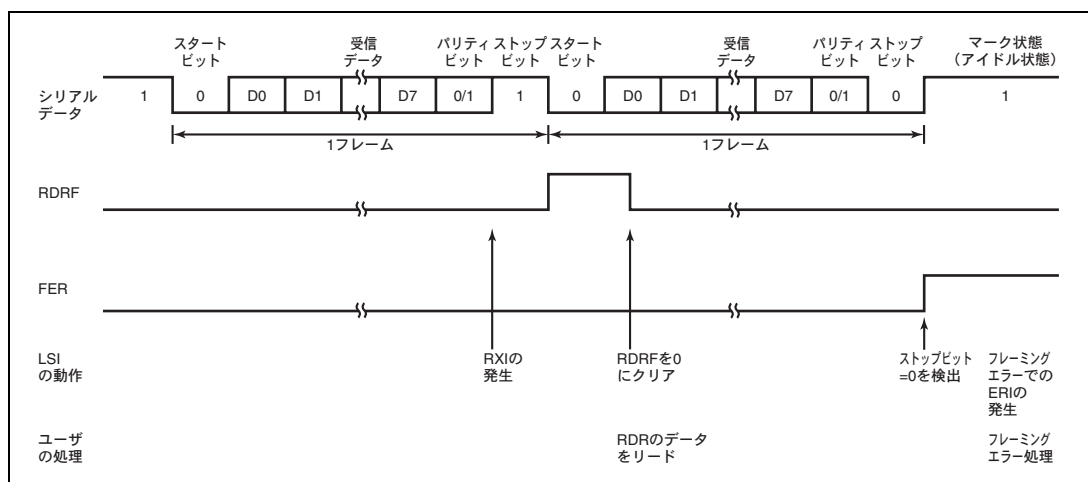 スタート 受信 パリティ ストップ スタート 受信 パリティ ストップ マーク状態
ビット データ ビット ビット ビット データ ビット ビット （アイドル状態）
シリアル
データ
1 0 D0 D1 D7 0/1 1 0 D0 D1 D7 0/1 0 1
1フレーム 1フレーム
RDRF
FER
LSI
の動作
RXIの
発生
RDRFを0
にクリア
ストップビット
=0を検出
フレーミング
エラーでの
ERIの
発生
ユーザ
の処理
RDRのデータ
をリード
フレーミング
エラー処理